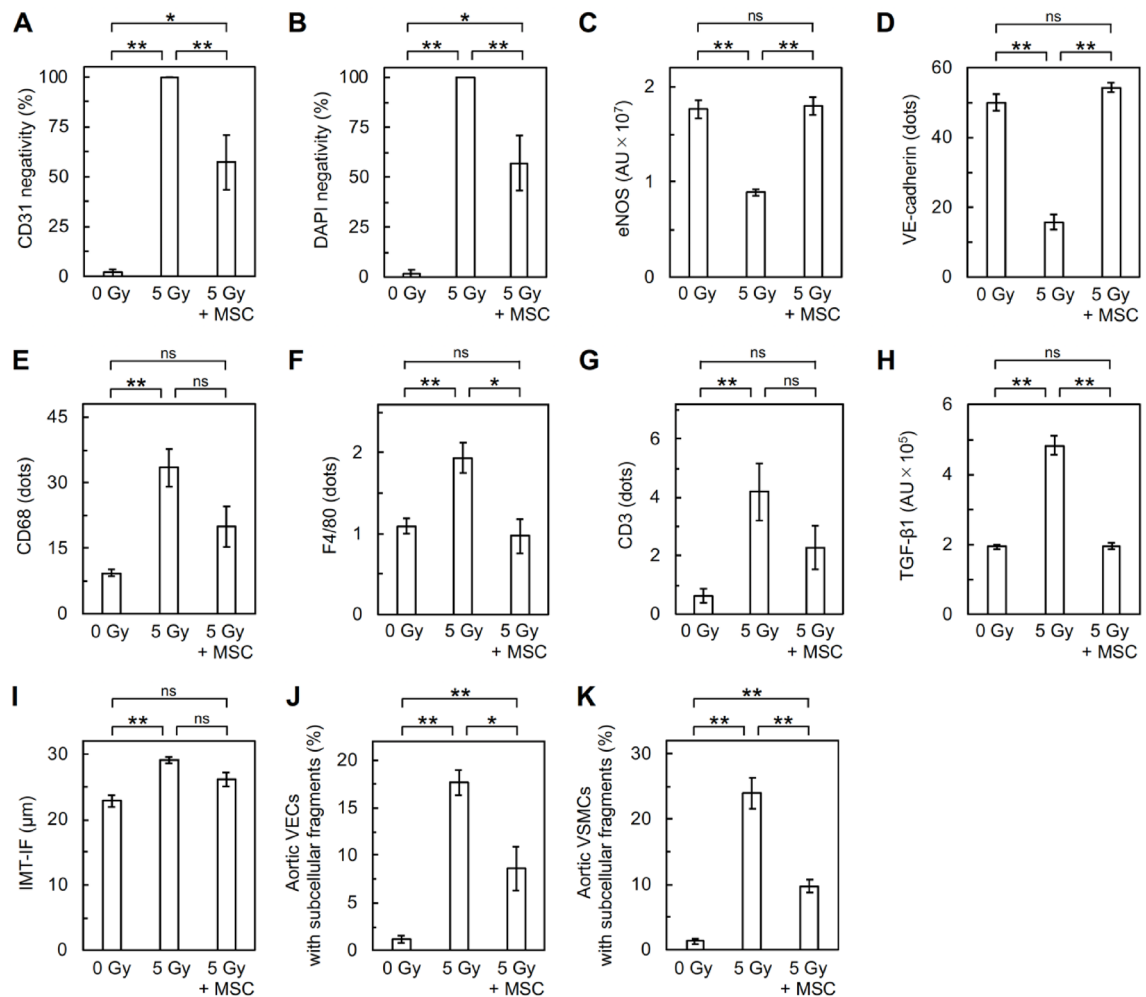 A
*
** **
CD31 negativity (%)
100
75
50
25
0
0 Gy 5 Gy 5 Gy
+ MSC
B
*
** **
DAPI negativity (%)
100
75
50
25
0
0 Gy 5 Gy 5 Gy
+ MSC
C
ns
** **
eNOS (AU × 10⁷)
2
1
0
0 Gy 5 Gy 5 Gy
+ MSC
D
ns
** **
VE-cadherin (dots)
60
40
20
0
0 Gy 5 Gy 5 Gy
+ MSC
E
ns
** ns
CD68 (dots)
45
30
15
0
0 Gy 5 Gy 5 Gy
+ MSC
F
ns
** *
F4/80 (dots)
2
1
0
0 Gy 5 Gy 5 Gy
+ MSC
G
ns
** ns
CD3 (dots)
6
4
2
0
0 Gy 5 Gy 5 Gy
+ MSC
H
ns
** **
TGF-β1 (AU × 10⁵)
6
4
2
0
0 Gy 5 Gy 5 Gy
+ MSC
I
ns
** ns
IMT-IF (μm)
30
20
10
0
0 Gy 5 Gy 5 Gy
+ MSC
J
**
** *
Aortic VECs
with subcellular fragments (%)
20
15
10
5
0
0 Gy 5 Gy 5 Gy
+ MSC
K
**
** **
Aortic VSMCs
with subcellular fragments (%)
30
20
10
0
0 Gy 5 Gy 5 Gy
+ MSC